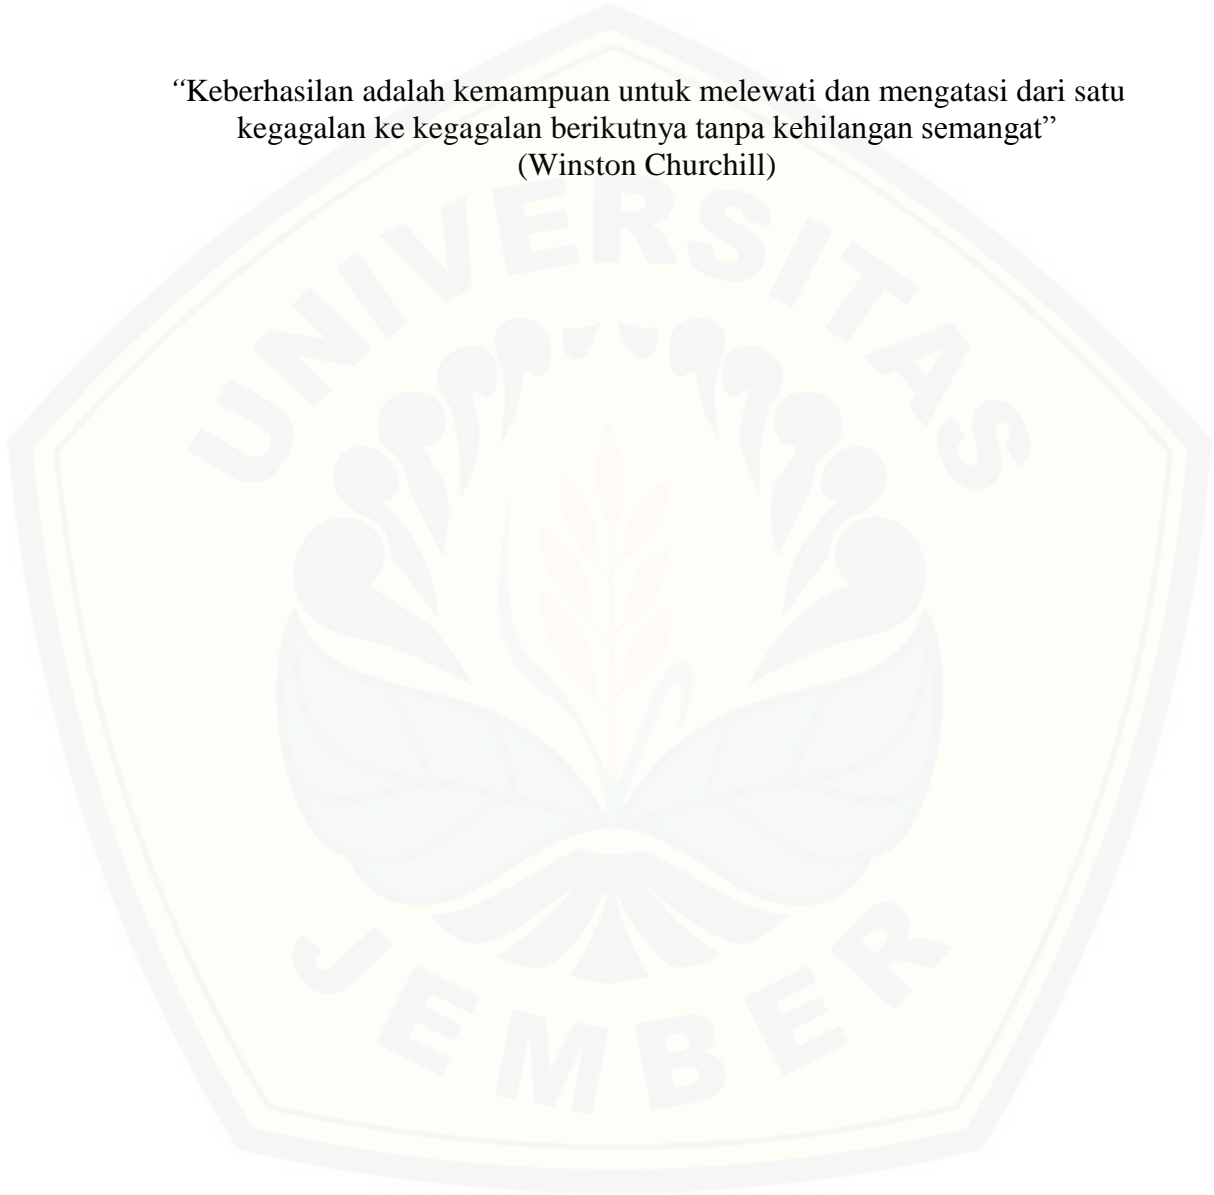 “Keberhasilan adalah kemampuan untuk melewati dan mengatasi dari satu
kegagalan ke kegagalan berikutnya tanpa kehilangan semangat”
(Winston Churchill)
UNIVERSITAS
JEMBER